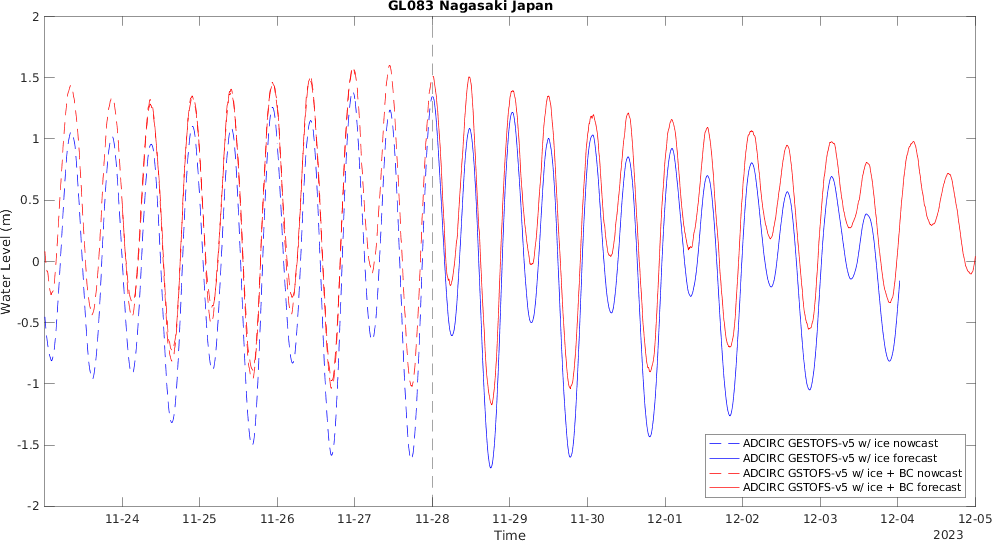 GL083 Nagasaki Japan
2
1.5
1
0.5
0
-0.5
-1
-1.5
-2
Water Level (m)
ADCIRC GESTOFS-v5 w/ ice nowcast
ADCIRC GESTOFS-v5 w/ ice forecast
ADCIRC GSTOFS-v5 w/ ice + BC nowcast
ADCIRC GSTOFS-v5 w/ ice + BC forecast
11-24 11-25 11-26 11-27 11-28 11-29 11-30 12-01 12-02 12-03 12-04 12-05
Time
2023